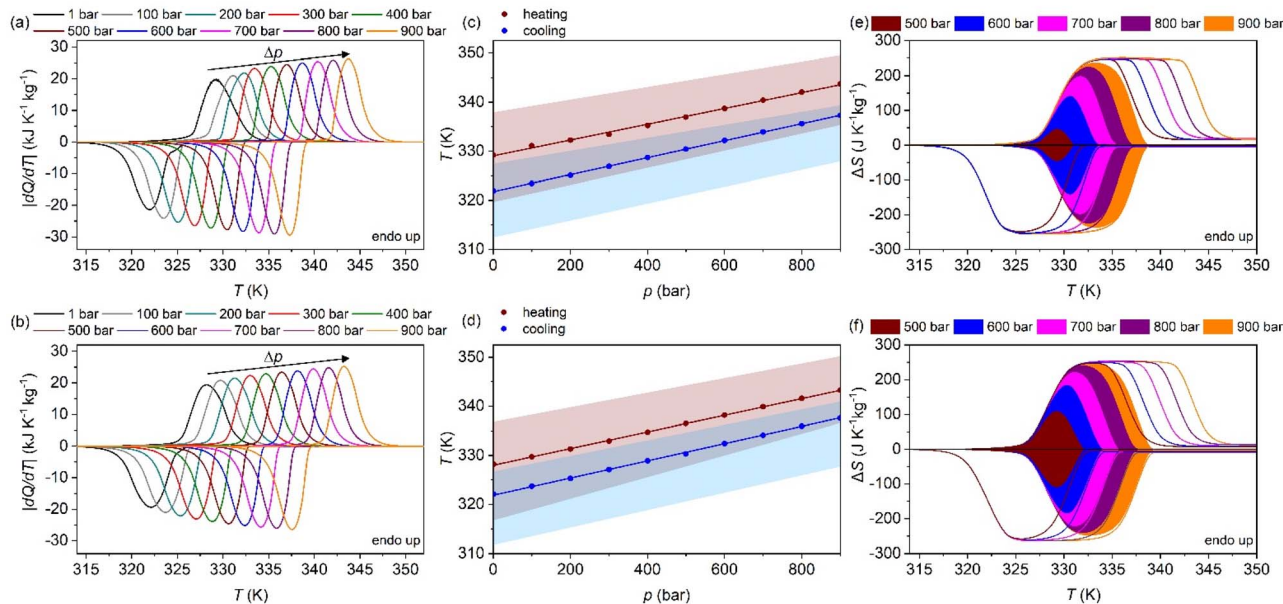 (a)
1 bar 100 bar 200 bar 300 bar 400 bar
500 bar 600 bar 700 bar 800 bar 900 bar
Δp
|dQ/dT| (kJ K⁻¹ kg⁻¹)
30
20
10
0
-10
-20
-30
endo up
315 320 325 330 335 340 345 350
T (K)
(c)
heating
cooling
T (K)
350
340
330
320
310
0 200 400 600 800
p (bar)
(e)
500 bar 600 bar 700 bar 800 bar 900 bar
ΔS (J K⁻¹kg⁻¹)
300
200
100
0
100
-200
-300
endo up
315 320 325 330 335 340 345 350
T (K)
(b)
1 bar 100 bar 200 bar 300 bar 400 bar
500 bar 600 bar 700 bar 800 bar 900 bar
Δp
|dQ/dT| (kJ K⁻¹ kg⁻¹)
30
20
10
0
-10
-20
-30
endo up
315 320 325 330 335 340 345 350
T (K)
(d)
heating
cooling
T (K)
350
340
330
320
310
0 200 400 600 800
p (bar)
(f)
500 bar 600 bar 700 bar 800 bar 900 bar
ΔS (J K⁻¹kg⁻¹)
300
200
100
0
100
-200
-300
endo up
315 320 325 330 335 340 345 350
T (K)